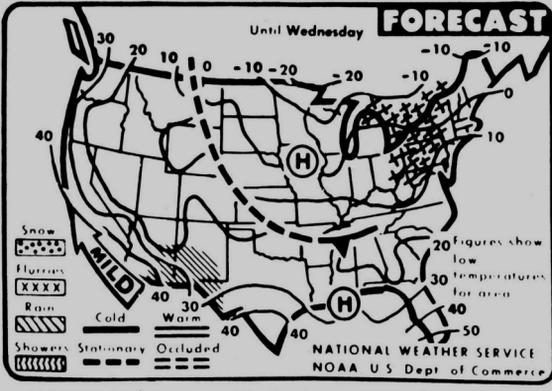 FORECAST
Until Wednesday
30 20 10 0 -10 -20 -20 -10 -10 -10
0
40
H
10
Snow
Flurries
XXXX
Rain
Showers
MILD
20 Figures show
low
temperatures
for area
30
40 30 40 40 H 40
50
Cold Warm
Stationary Occluded
NATIONAL WEATHER SERVICE
NOAA U S Dept of Commerce